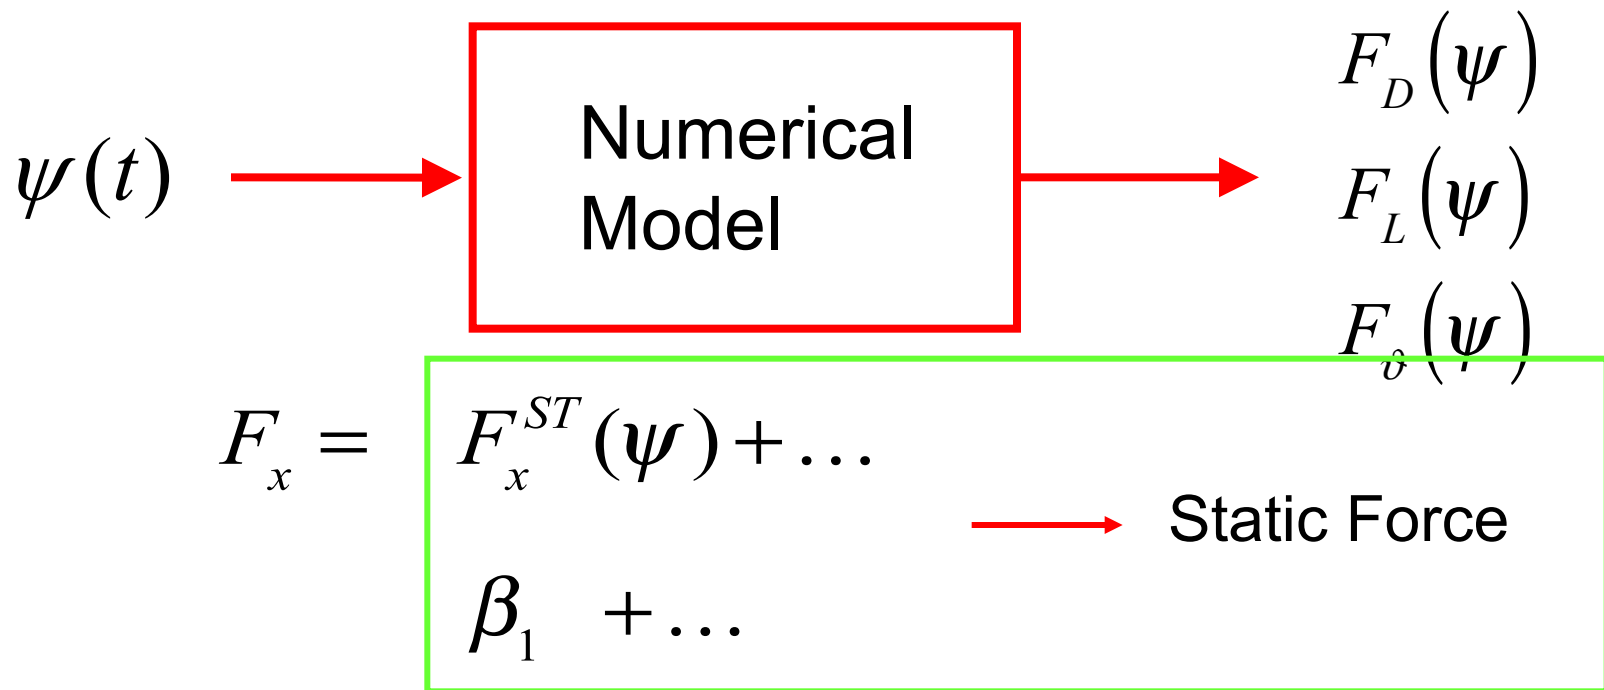 ψ(t)
Numerical
Model
F_D(ψ)
F_L(ψ)
F_ϑ(ψ)
F_x = F_x^{ST}(ψ)+…
Static Force
β_1 +…